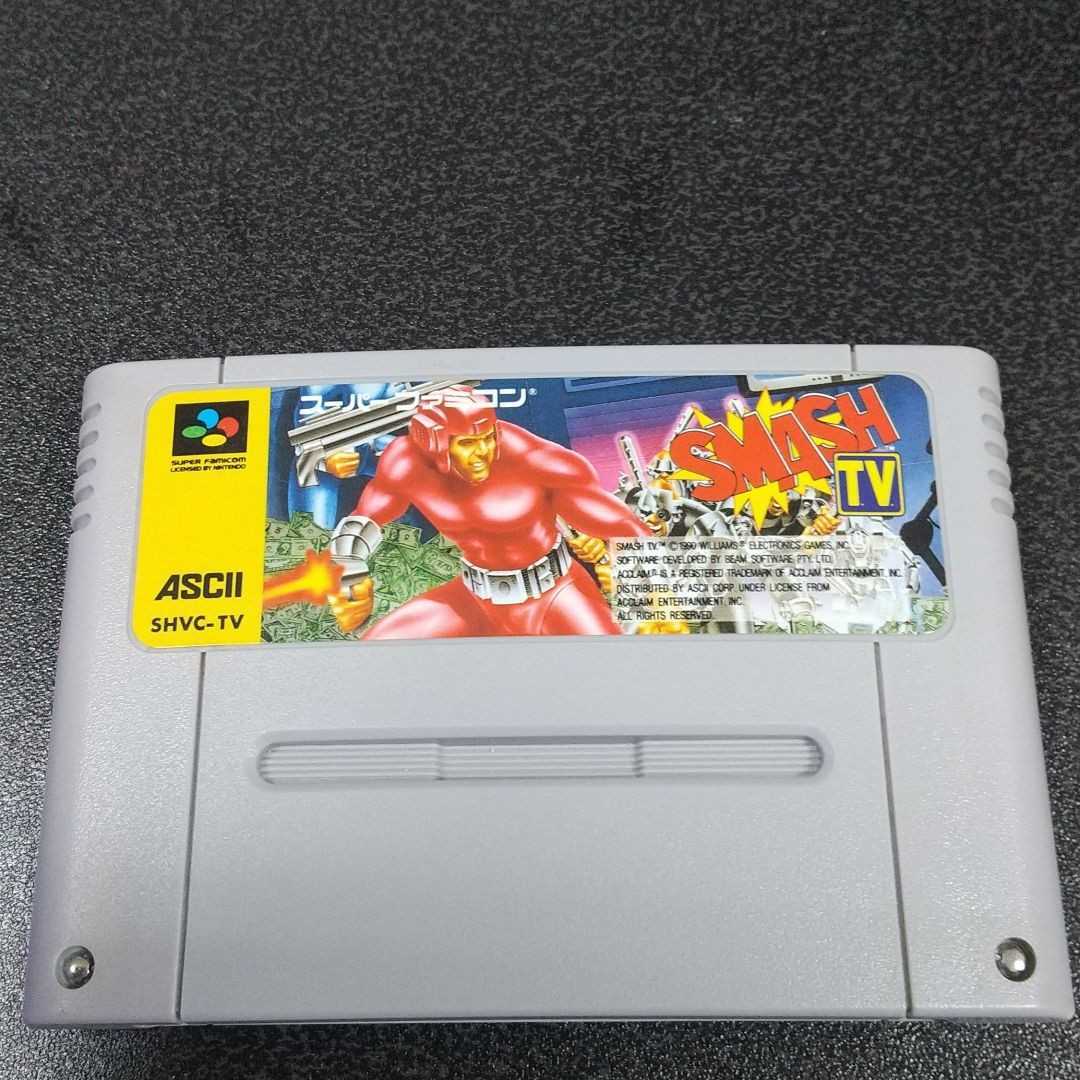 スーパーファミコン®
SUPER FAMICOM
LICENSED BY NINTENDO
SMASH
T.V.™
SMASH T.V.™ © 1990 WILLIAMS® ELECTRONICS GAMES, INC.
SOFTWARE DEVELOPED BY BEAM SOFTWARE PTY. LTD.
ACCLAIM® IS A REGISTERED TRADEMARK OF ACCLAIM ENTERTAINMENT, INC.
DISTRIBUTED BY ASCII CORP. UNDER LICENSE FROM
ACCLAIM ENTERTAINMENT, INC.
ALL RIGHTS RESERVED.
ASCII
SHVC-TV